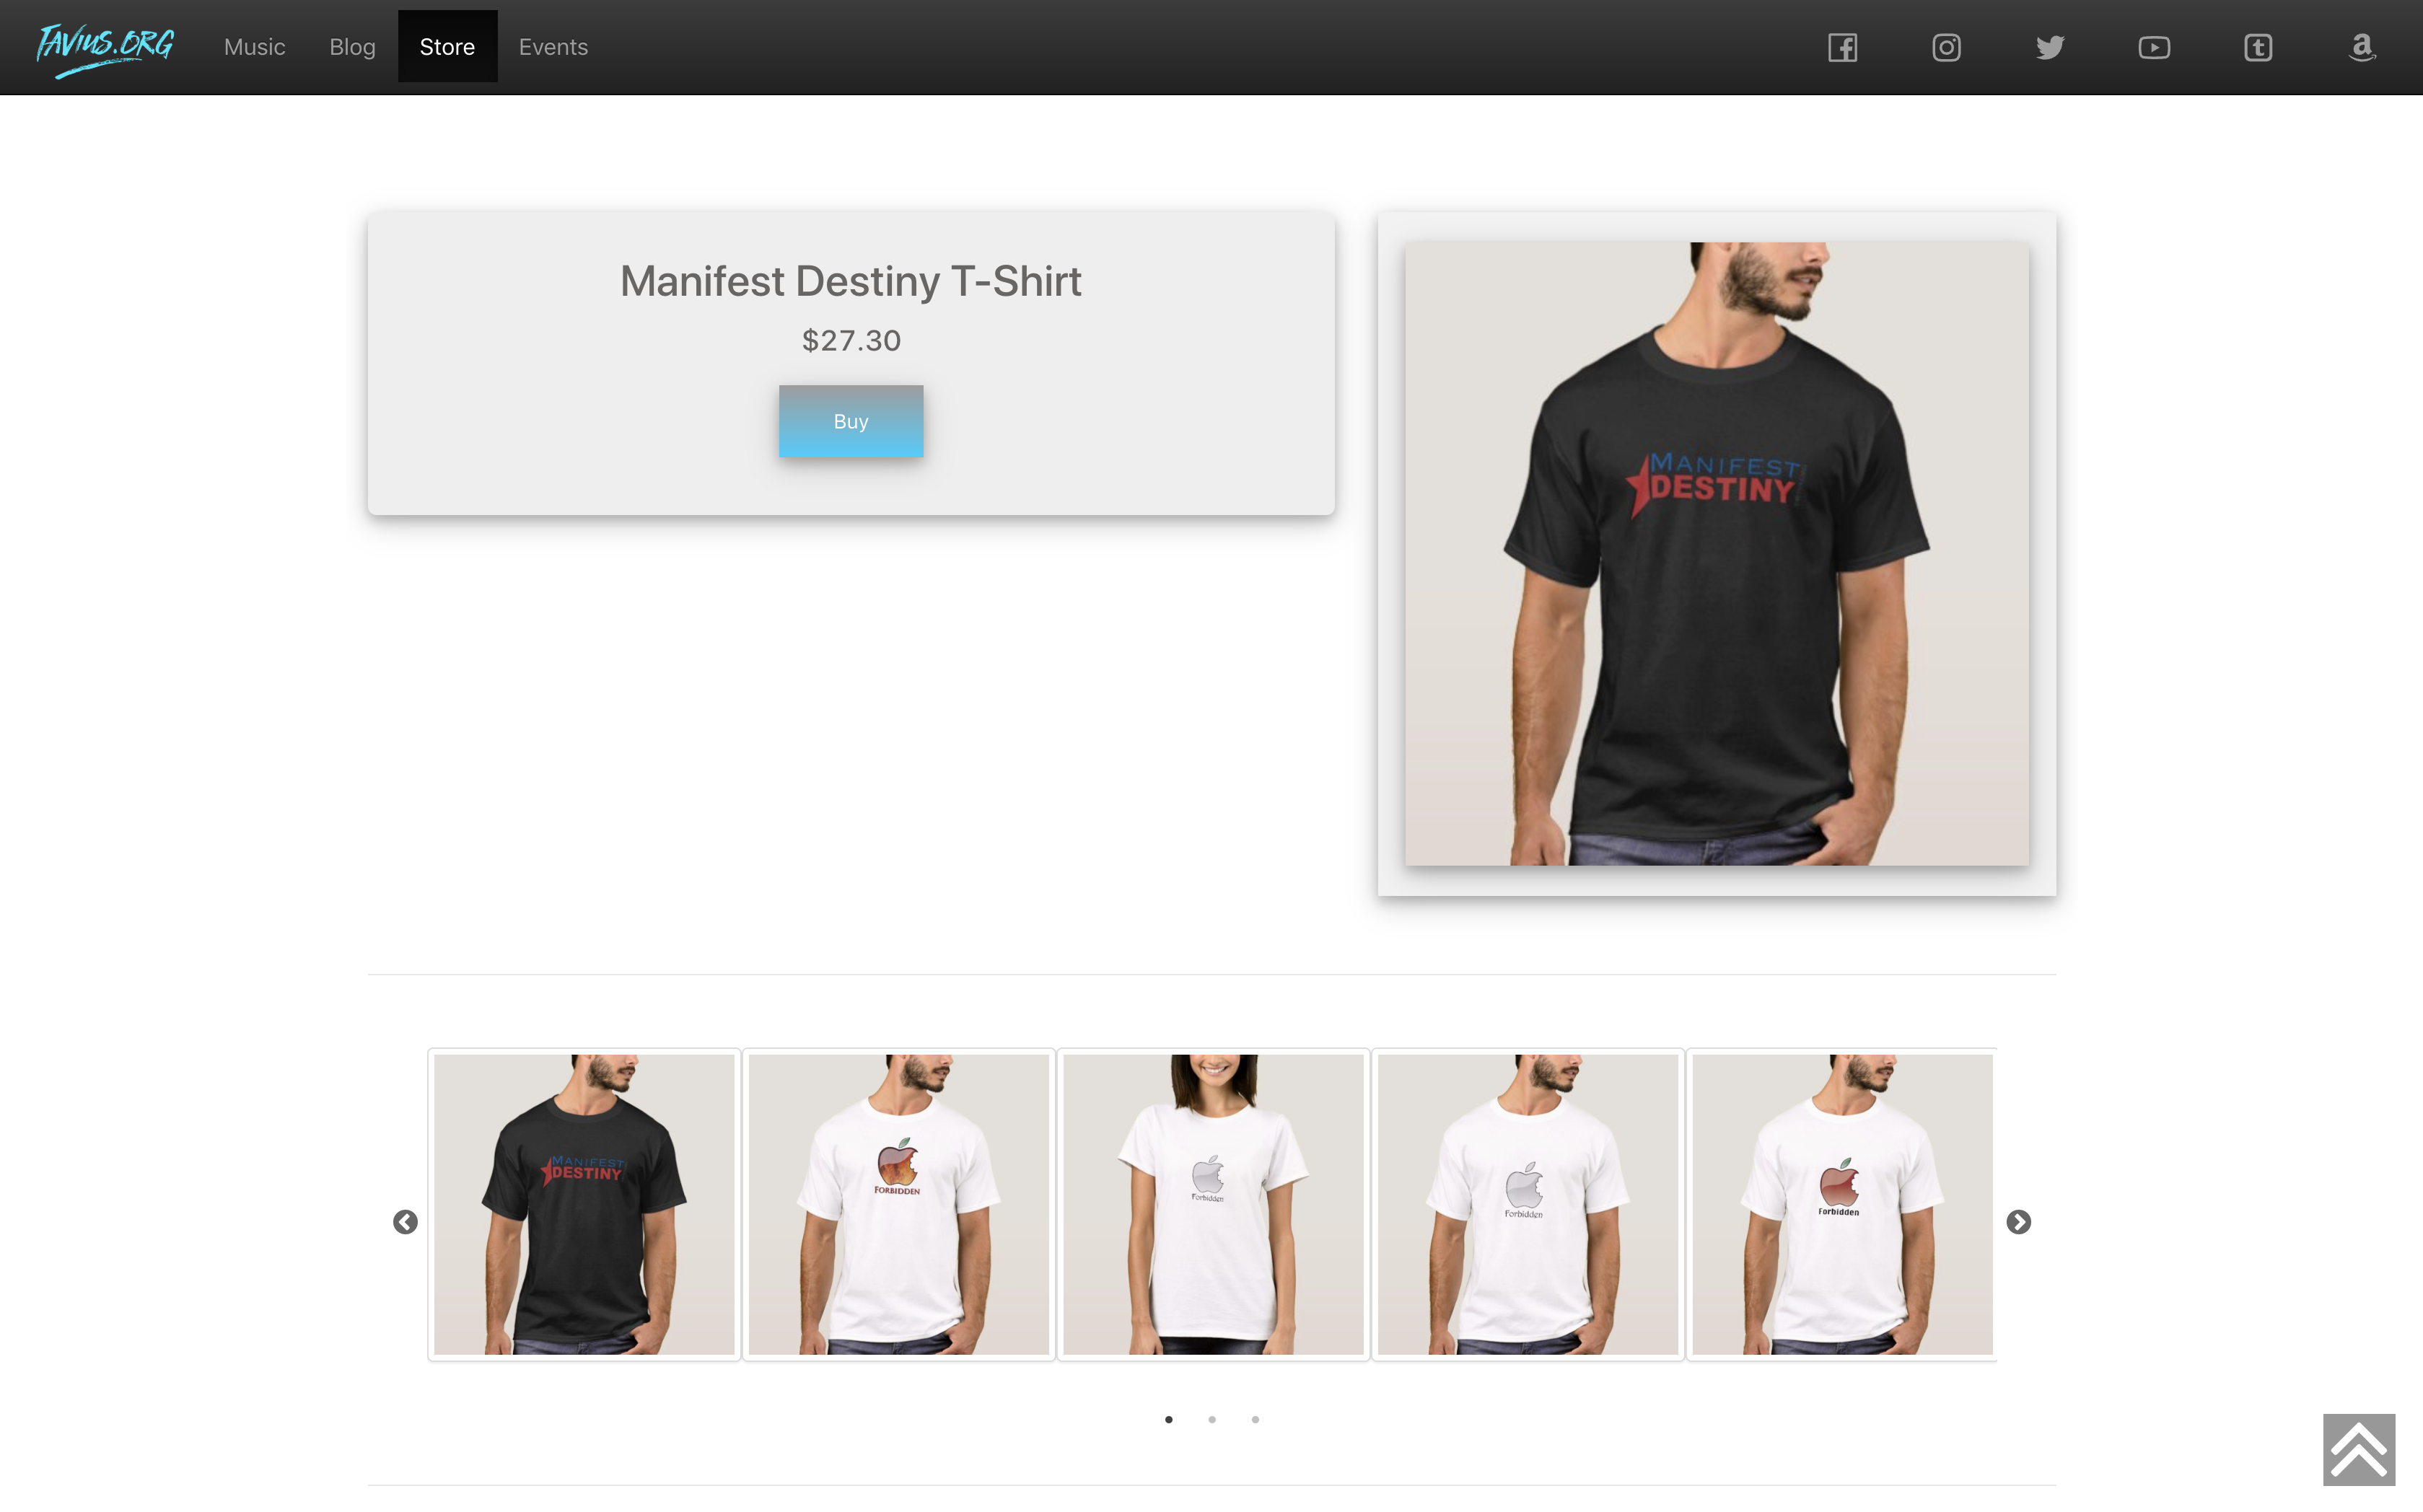 TAVIUS.ORG
Music
Blog
Store
Events
Manifest Destiny T-Shirt
$27.30
Buy
MANIFEST
DESTINY
MANIFEST
DESTINY
FORBIDDEN
Forbidden
Forbidden
Forbidden